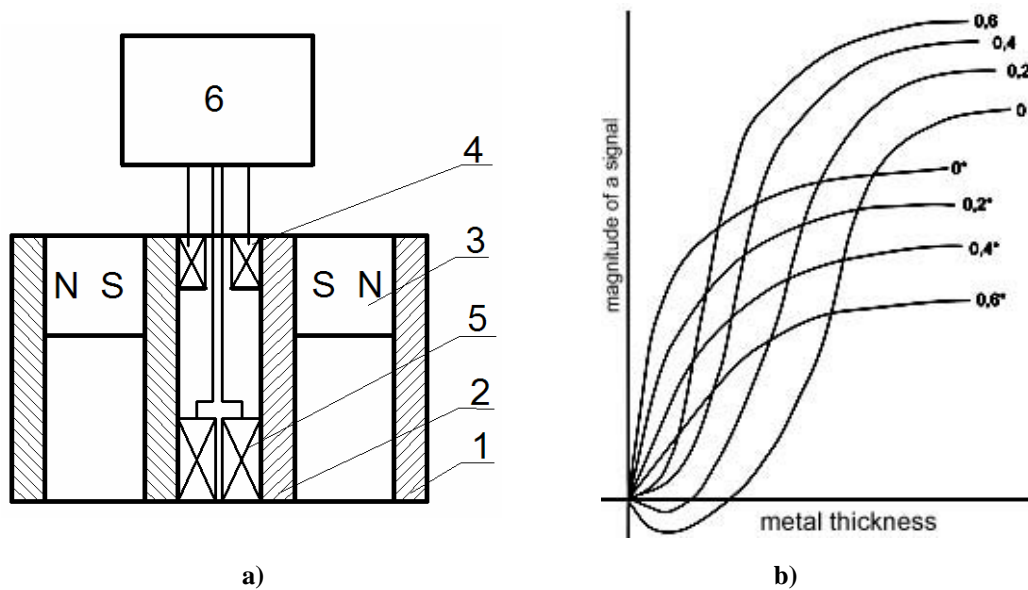 6
4
3
N S
S N
5
2
1
a)
magnitude of a signal
0,6
0,4
0,2
0
0*
0,2*
0,4*
0,6*
metal thickness
b)